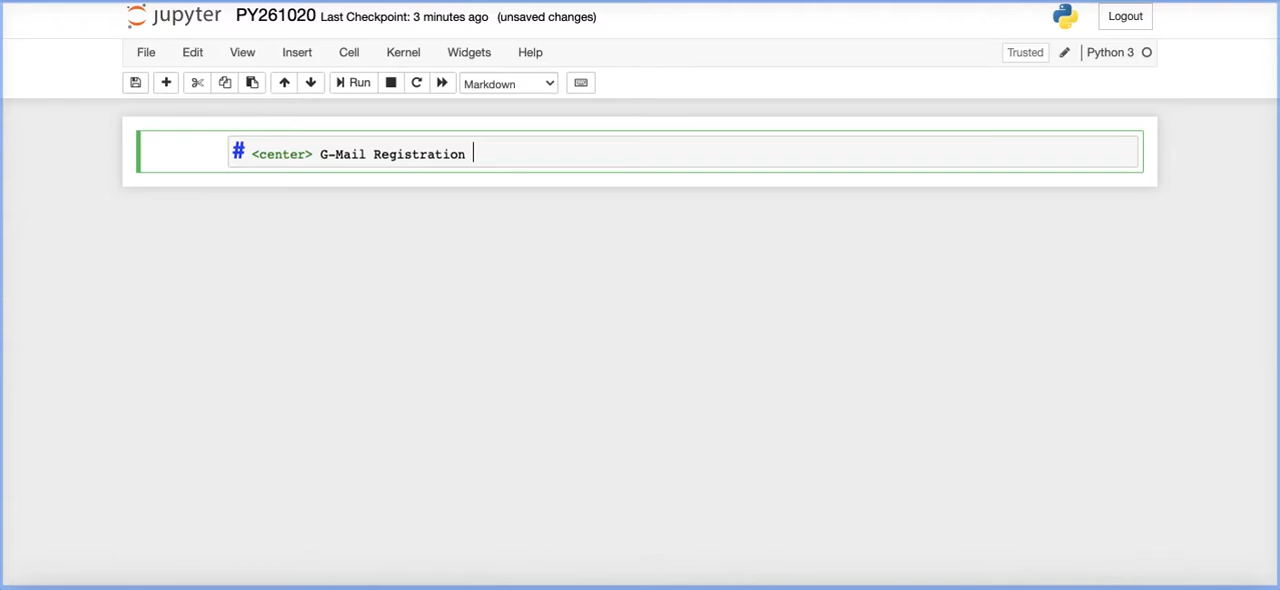 jupyter PY261020 Last Checkpoint: 3 minutes ago (unsaved changes) Logout
File Edit View Insert Cell Kernel Widgets Help Trusted Python 3
Run Markdown
# <center> G-Mail Registration